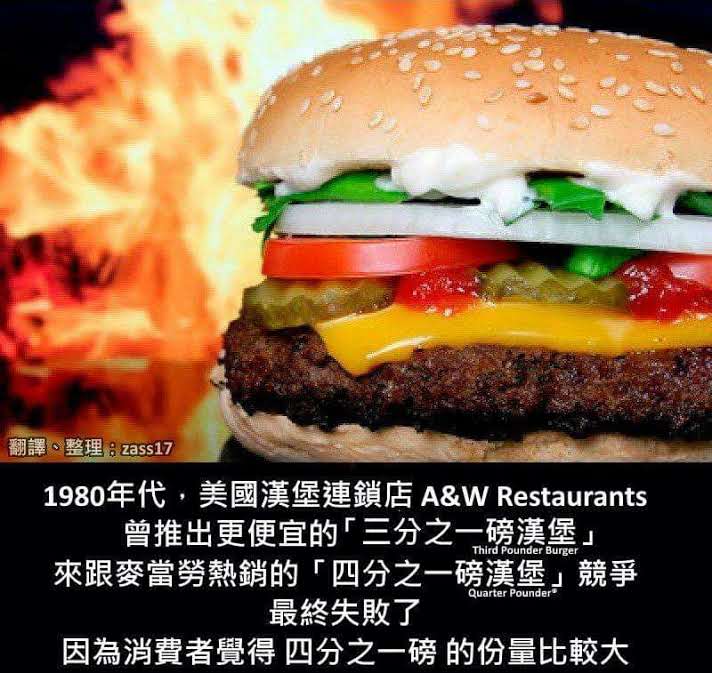 翻譯、整理：zass17
1980年代，美國漢堡連鎖店 A&W Restaurants
曾推出更便宜的「三分之一磅漢堡」
Third Pounder Burger
來跟麥當勞熱銷的「四分之一磅漢堡」競爭
Quarter Pounder®
最終失敗了
因為消費者覺得 四分之一磅 的份量比較大